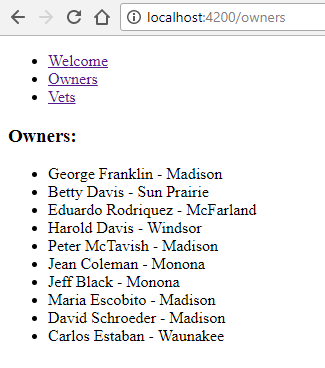 localhost:4200/owners
Welcome
Owners
Vets
Owners:
George Franklin - Madison
Betty Davis - Sun Prairie
Eduardo Rodriquez - McFarland
Harold Davis - Windsor
Peter McTavish - Madison
Jean Coleman - Monona
Jeff Black - Monona
Maria Escobito - Madison
David Schroeder - Madison
Carlos Estaban - Waunakee